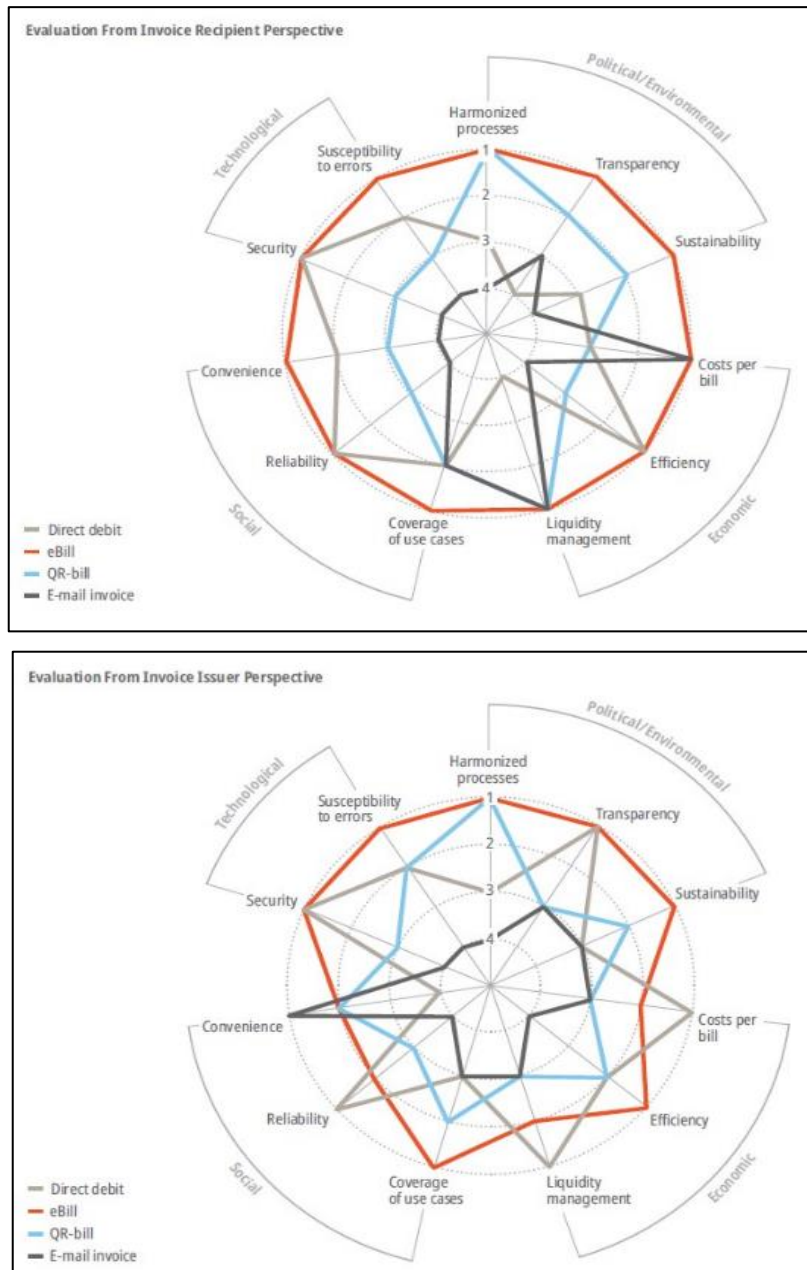 Evaluation From Invoice Recipient Perspective
Political/Environmental
Technological
Harmonized
processes
Susceptibility
to errors
1
Transparency
2
Security
3
Sustainability
4
Convenience
Costs per
bill
Reliability
Efficiency
Social
Economic
Coverage
of use cases
Liquidity
management
Direct debit
eBill
QR-bill
E-mail invoice
Evaluation From Invoice Issuer Perspective
Political/Environmental
Technological
Harmonized
processes
Susceptibility
to errors
1
Transparency
2
Security
3
Sustainability
4
Convenience
Costs per
bill
Reliability
Efficiency
Social
Economic
Coverage
of use cases
Liquidity
management
Direct debit
eBill
QR-bill
E-mail invoice